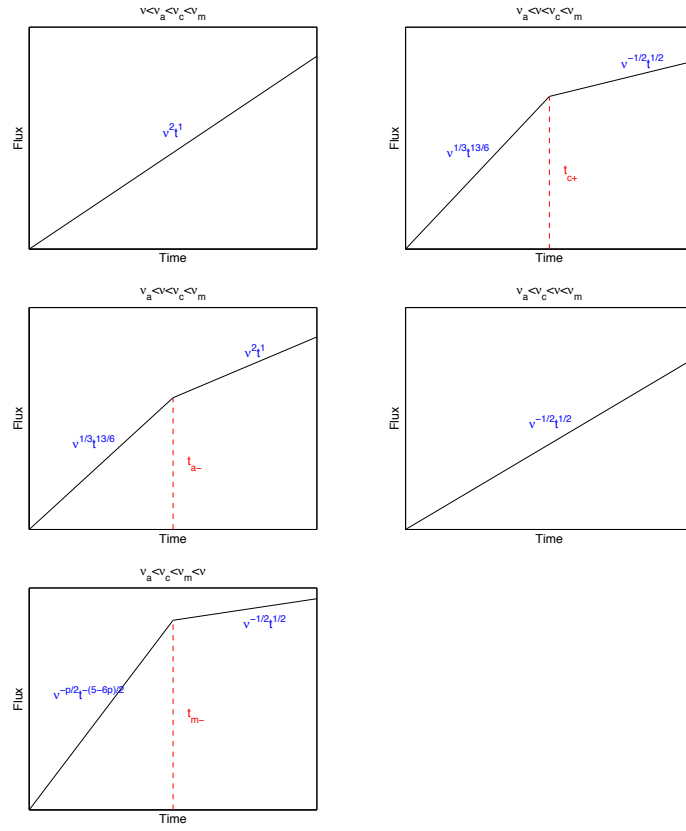 ν<ν_a<ν_c<ν_m
Flux
ν^2t^1
Time
ν_a<ν<ν_c<ν_m
Flux
ν^{1/3}t^{13/6}
ν^{-1/2}t^{1/2}
t_{c+}
Time
ν_a<ν<ν_c<ν_m
Flux
ν^{1/3}t^{13/6}
ν^2t^1
t_{a-}
Time
ν_a<ν_c<ν<ν_m
Flux
ν^{-1/2}t^{1/2}
Time
ν_a<ν_c<ν_m<ν
Flux
ν^{-p/2}t^{-(5-6p)/2}
ν^{-1/2}t^{1/2}
t_{m-}
Time